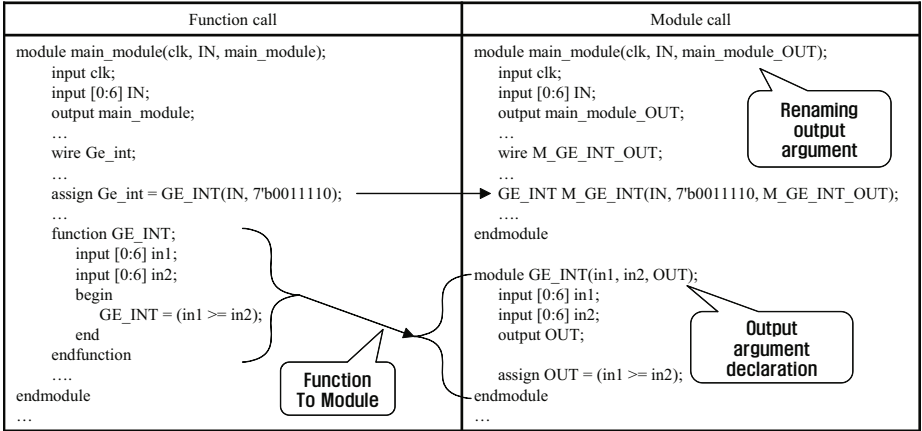 Function call
module main_module(clk, IN, main_module);
input clk;
input [0:6] IN;
output main_module;
…
wire Ge_int;
…
assign Ge_int = GE_INT(IN, 7'b0011110);
…
function GE_INT;
input [0:6] in1;
input [0:6] in2;
begin
GE_INT = (in1 >= in2);
end
endfunction
….
endmodule
…
Function
To Module
Module call
module main_module(clk, IN, main_module_OUT);
input clk;
input [0:6] IN;
output main_module_OUT;
…
wire M_GE_INT_OUT;
…
GE_INT M_GE_INT(IN, 7'b0011110, M_GE_INT_OUT);
….
endmodule
module GE_INT(in1, in2, OUT);
input [0:6] in1;
input [0:6] in2;
output OUT;
assign OUT = (in1 >= in2);
endmodule
…
Renaming
output
argument
Output
argument
declaration